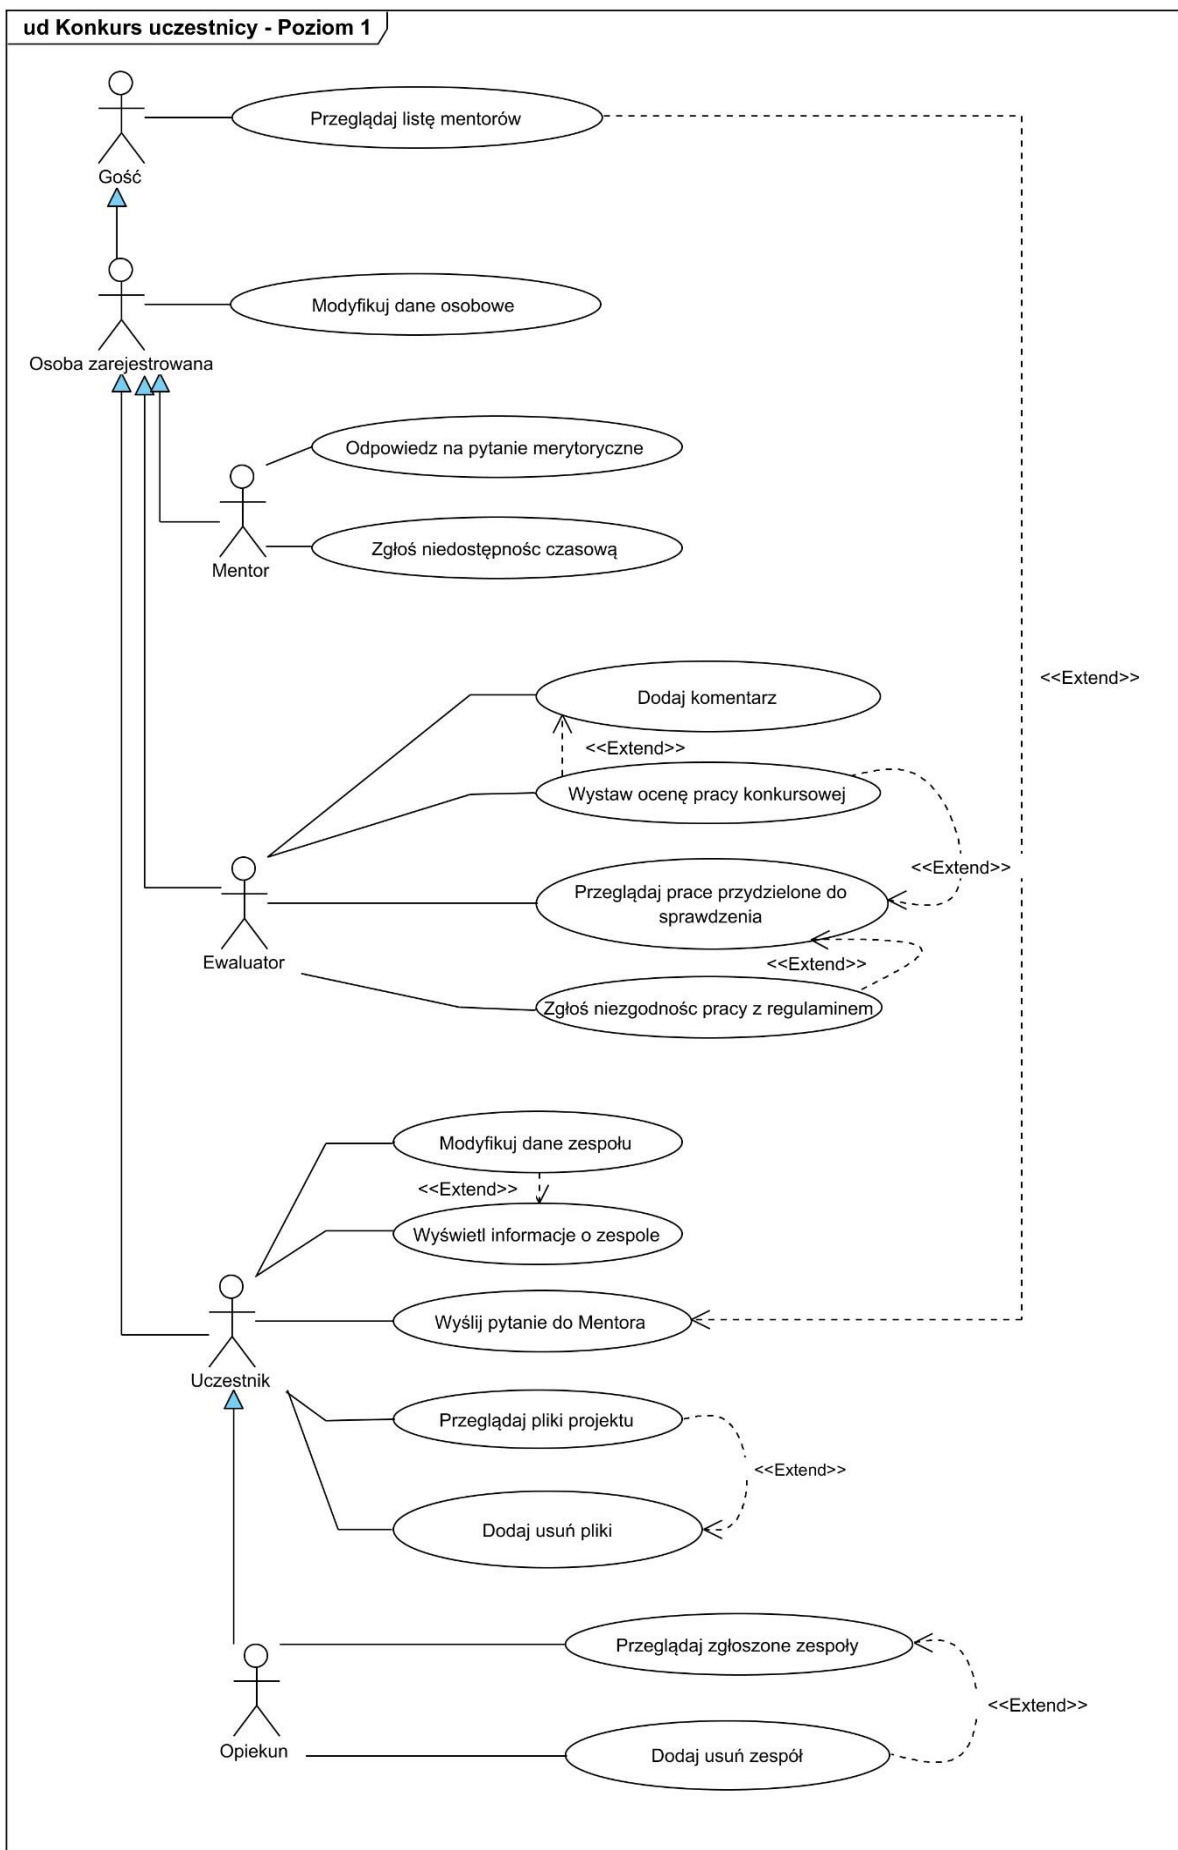 ud Konkurs uczestnicy - Poziom 1
Przeglądaj listę mentorów
Gość
Modyfikuj dane osobowe
Osoba zarejestrowana
Odpowiedz na pytanie merytoryczne
Zgłoś niedostępnośc czasową
Mentor
<<Extend>>
Dodaj komentarz
<<Extend>>
Wystaw ocenę pracy konkursowej
<<Extend>>
Przeglądaj prace przydzielone do
sprawdzenia
Ewaluator
<<Extend>>
Zgłoś niezgodnośc pracy z regulaminem
Modyfikuj dane zespołu
<<Extend>>
Wyświetl informacje o zespole
Wyślij pytanie do Mentora
Uczestnik
Przeglądaj pliki projektu
<<Extend>>
Dodaj usuń pliki
Przeglądaj zgłoszone zespoły
<<Extend>>
Opiekun
Dodaj usuń zespół